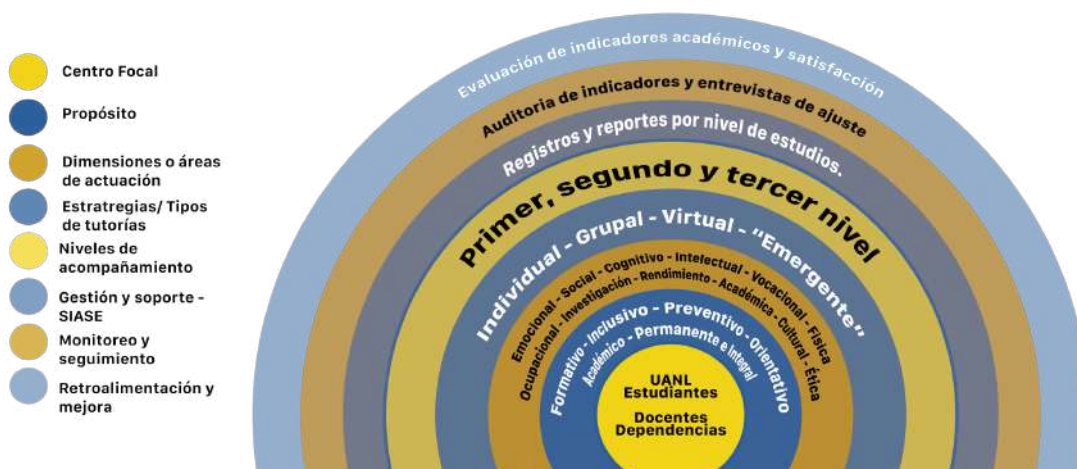 Centro Focal
Propósito
Dimensiones o áreas
de actuación
Estratregias/ Tipos
de tutorías
Niveles de
acompañamiento
Gestión y soporte -
SIASE
Monitoreo y
seguimiento
Retroalimentación y
mejora
Evaluación de indicadores académicos y satisfacción
Auditoria de indicadores y entrevistas de ajuste
Registros y reportes por nivel de estudios.
Primer, segundo y tercer nivel
Individual - Grupal - Virtual - "Emergente"
Emocional - Social - Cognitivo - Intelectual - Vocacional - Física
Ocupacional - Investigación - Rendimiento - Académica - Cultural - Ética
Formativo - Inclusivo - Preventivo - Orientativo
Académico - Permanente e Integral
UANL
Estudiantes
Docentes
Dependencias